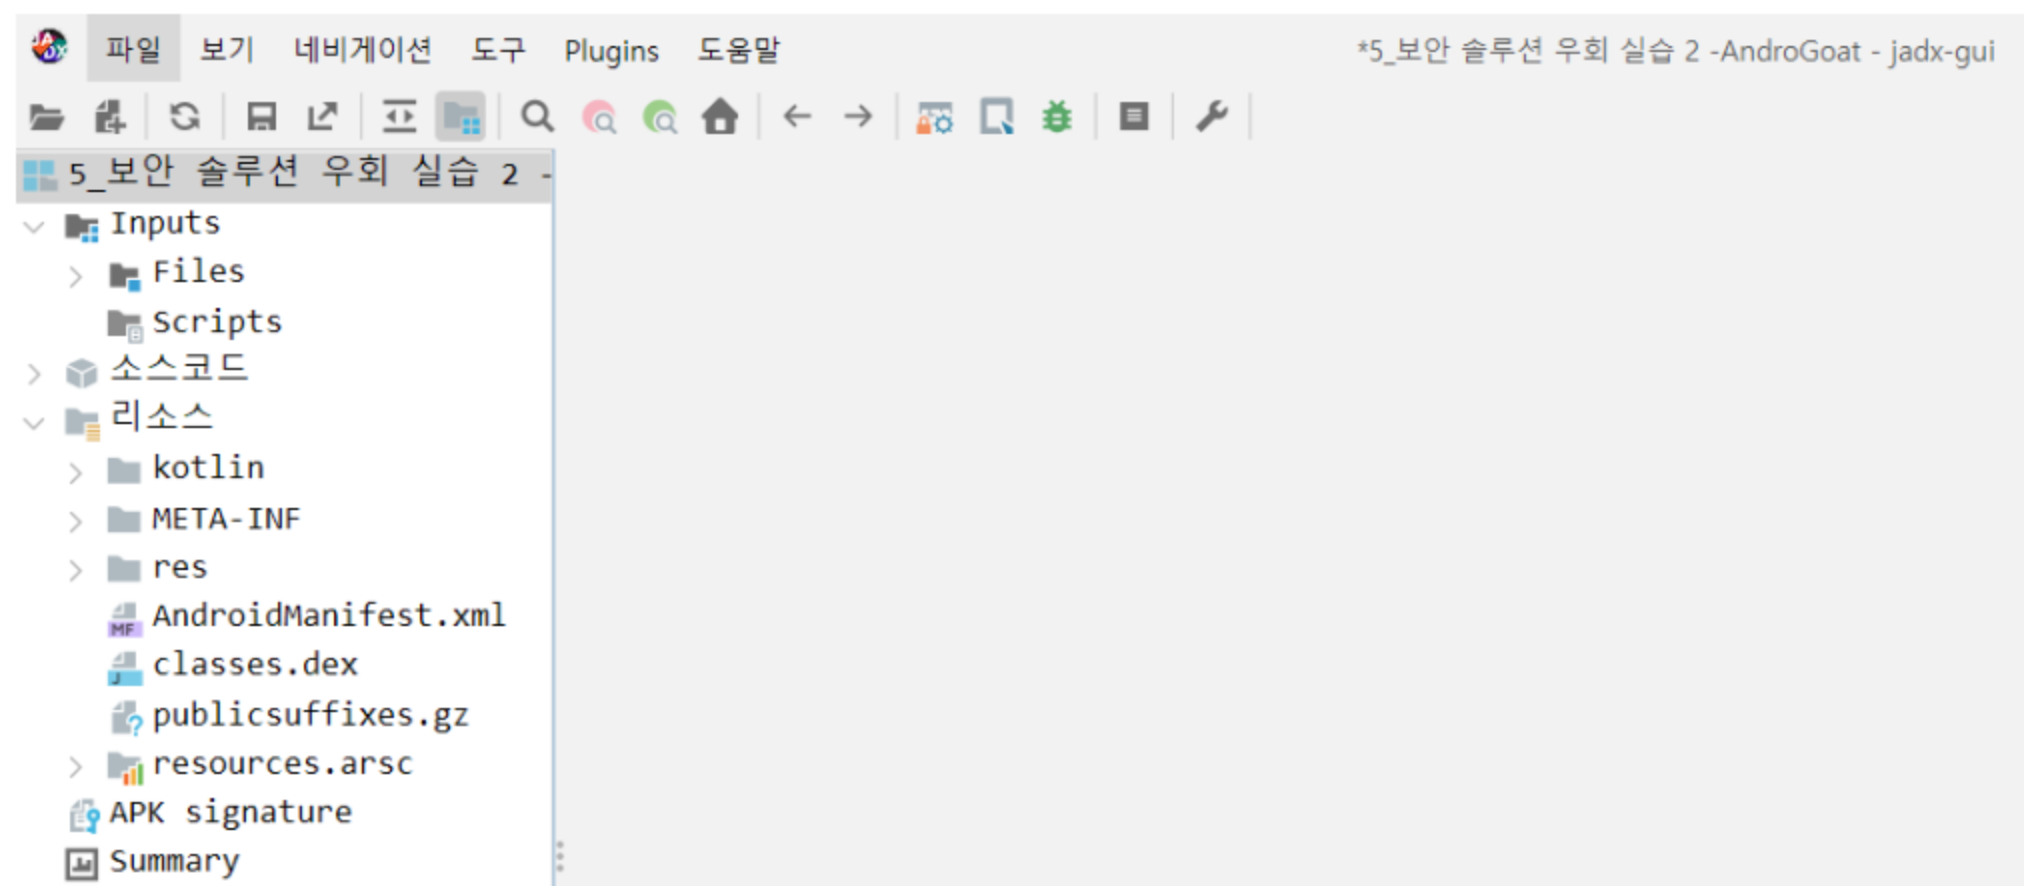 파일 보기 네비게이션 도구 Plugins 도움말 *5_보안 솔루션 우회 실습 2 -AndroGoat - jadx-gui
5_보안 솔루션 우회 실습 2 -
Inputs
Files
Scripts
소스코드
리소스
kotlin
META-INF
res
AndroidManifest.xml
classes.dex
publicsuffixes.gz
resources.arsc
APK signature
Summary